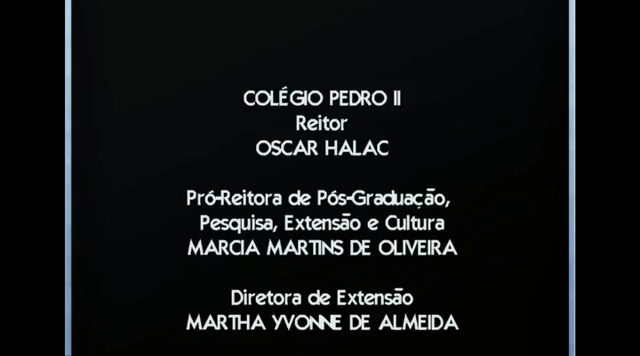 COLÉGIO PEDRO II
Reitor
OSCAR HALAC
Pró-Reitora de Pós-Graduação,
Pesquisa, Extensão e Cultura
MARCIA MARTINS DE OLIVEIRA
Diretora de Extensão
MARTHA YVONNE DE ALMEIDA